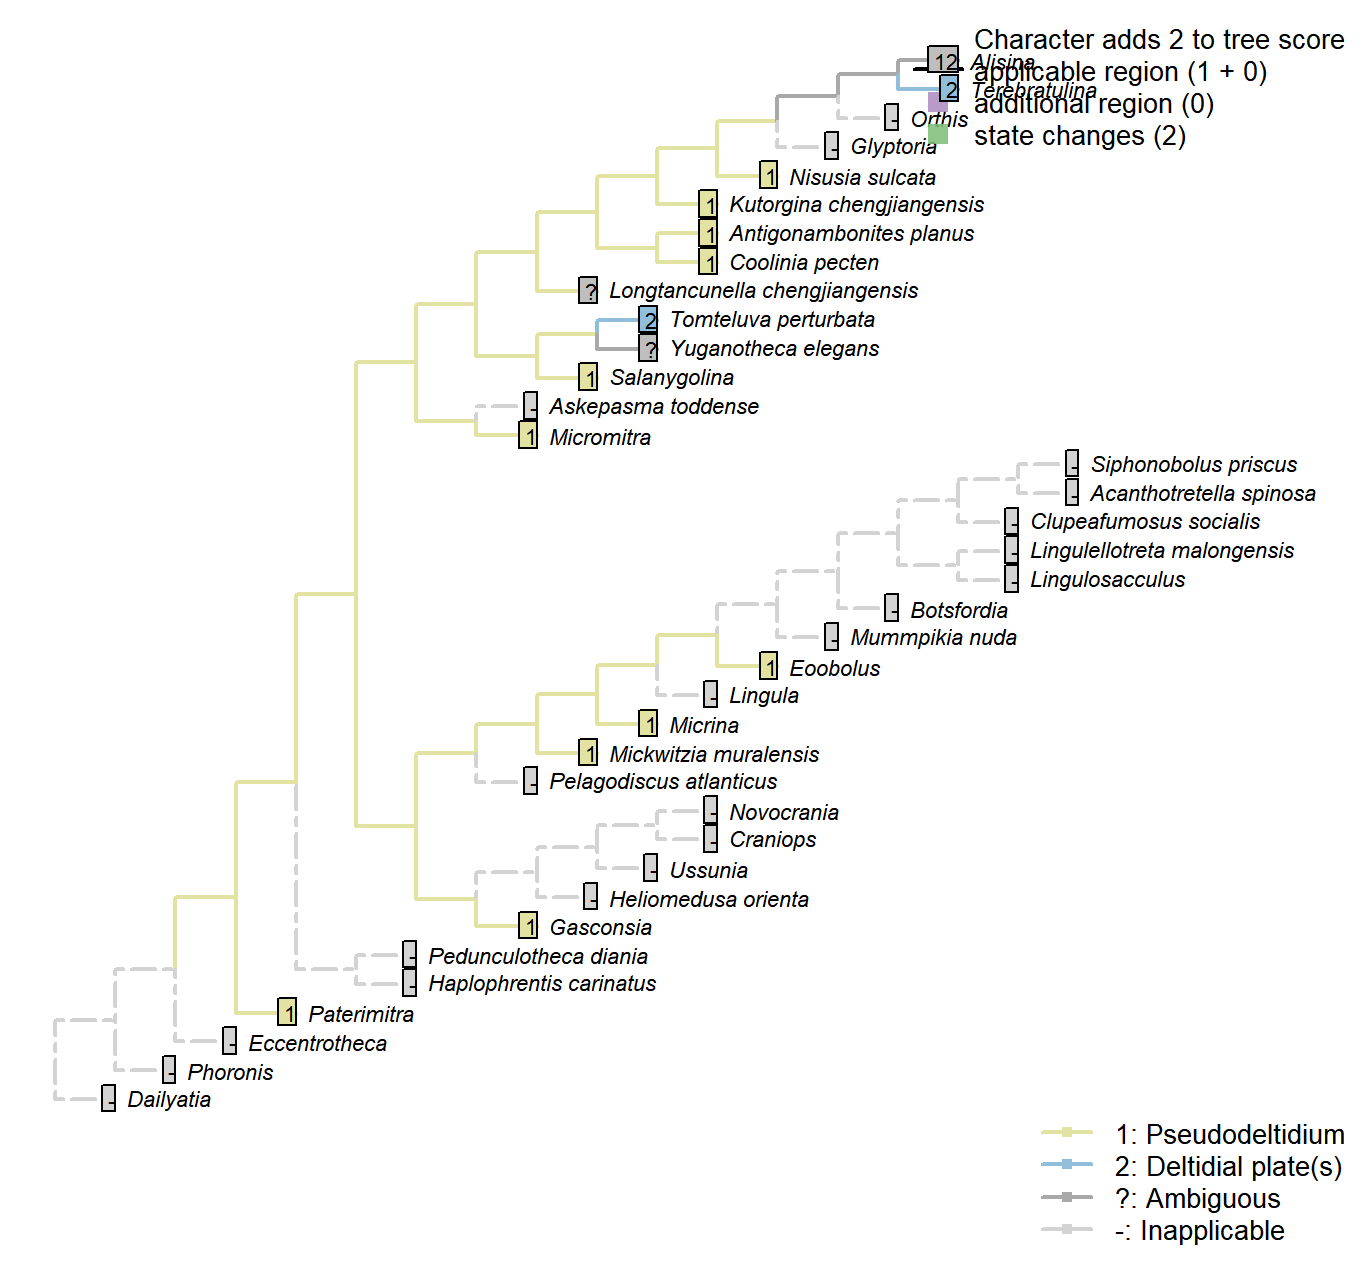 Character adds 2 to tree score
12 Alisina
applicable region (1 + 0)
2 Terebratulina
additional region (0)
- Orthis
state changes (2)
- Glyptoria
1 Nisusia sulcata
1 Kutorgina chengjiangensis
1 Antigonambonites planus
1 Coolinia pecten
? Longtancunella chengjiangensis
2 Tomteluva perturbata
? Yuganotheca elegans
1 Salanygolina
- Askepasma toddense
1 Micromitra
- Siphonobolus priscus
- Acanthotretella spinosa
- Clupeafumosus socialis
- Lingulellotreta malongensis
- Lingulosacculus
- Botsfordia
- Mummpikia nuda
1 Eoobolus
- Lingula
1 Micrina
1 Mickwitzia muralensis
- Pelagodiscus atlanticus
- Novocrania
- Craniops
- Ussunia
- Heliomedusa orienta
1 Gasconsia
- Pedunculotheca diania
- Haplophrentis carinatus
1 Paterimitra
- Eccentrotheca
- Phoronis
- Dailyatia
1: Pseudodeltidium
2: Deltidial plate(s)
?: Ambiguous
-: Inapplicable